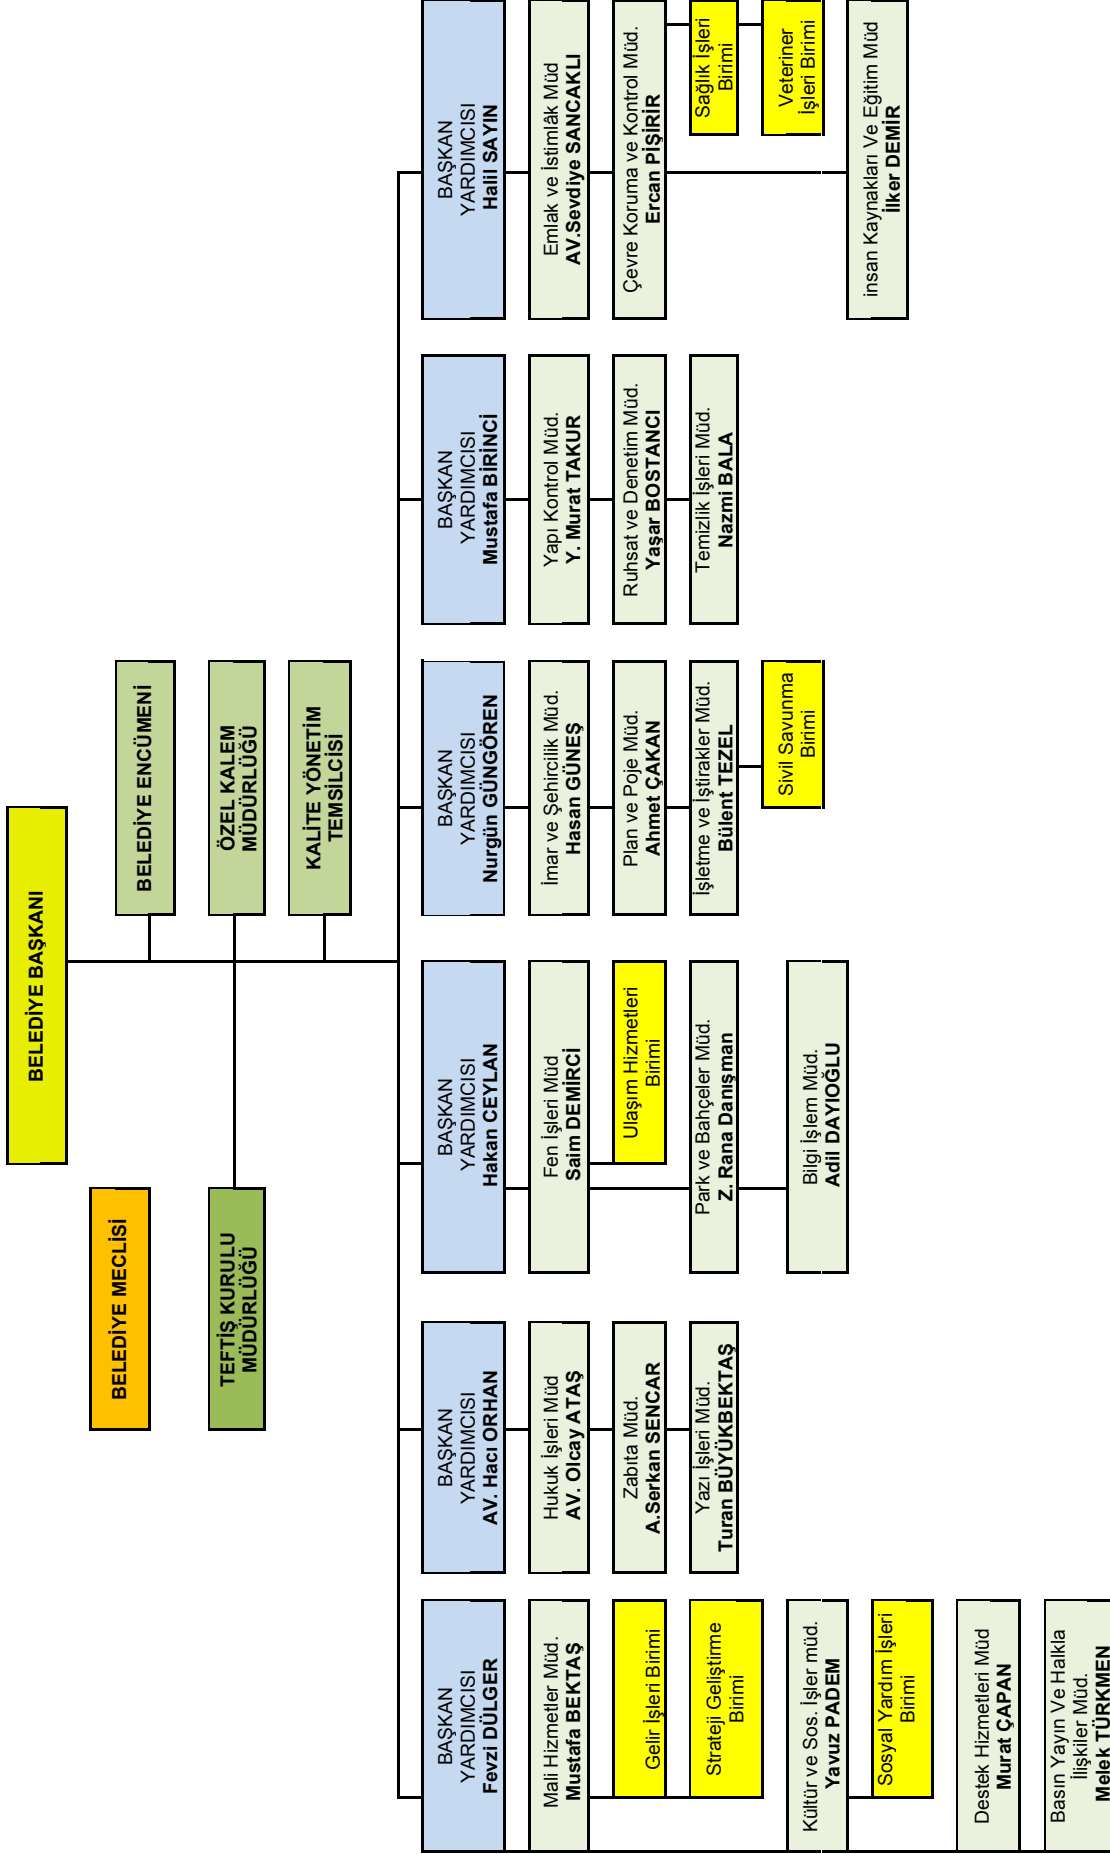 BELEDİYE BAŞKANI
BELEDİYE MECLİSİ
BELEDİYE ENCÜMENİ
TEFTİŞ KURULU
MÜDÜRLÜĞÜ
ÖZEL KALEM
MÜDÜRLÜĞÜ
KALİTE YÖNETİM
TEMSİLCİSİ
BAŞKAN
YARDIMCISI
Fevzi DÜLGER
Mali Hizmetler Müd.
Mustafa BEKTAŞ
Gelir İşleri Birimi
Strateji Geliştirme
Birimi
Kültür ve Sos. İşler müd.
Yavuz PADEM
Sosyal Yardım İşleri
Birimi
Destek Hizmetleri Müd
Murat ÇAPAN
Basın Yayın Ve Halkla
İlişkiler Müd.
Melek TÜRKMEN
BAŞKAN
YARDIMCISI
AV. Hacı ORHAN
Hukuk İşleri Müd
AV. Olcay ATAŞ
Zabıta Müd.
A.Serkan SENCAR
Yazı İşleri Müd.
Turan BÜYÜKBEKTAŞ
BAŞKAN
YARDIMCISI
Hakan CEYLAN
Fen İşleri Müd
Saim DEMİRCİ
Ulaşım Hizmetleri
Birimi
Park ve Bahçeler Müd.
Z. Rana Danışman
Bilgi İşlem Müd.
Adil DAYIOĞLU
BAŞKAN
YARDIMCISI
Nurgün GÜNGÖREN
İmar ve Şehircilik Müd.
Hasan GÜNEŞ
Plan ve Poje Müd.
Ahmet ÇAKAN
İşletme ve İştirakler Müd.
Bülent TEZEL
Sivil Savunma
Birimi
BAŞKAN
YARDIMCISI
Mustafa BİRİNCİ
Yapı Kontrol Müd.
Y. Murat TAKUR
Ruhsat ve Denetim Müd.
Yaşar BOSTANCI
Temizlik İşleri Müd.
Nazmi BALA
BAŞKAN
YARDIMCISI
Halil SAYIN
Emlak ve İstimlâk Müd
AV.Sevdiye SANCAKLI
Çevre Koruma ve Kontrol Müd.
Ercan PİŞİRİR
Sağlık İşleri
Birimi
Veteriner
İşleri Birimi
insan Kaynakları Ve Eğitim Müd
İlker DEMİR